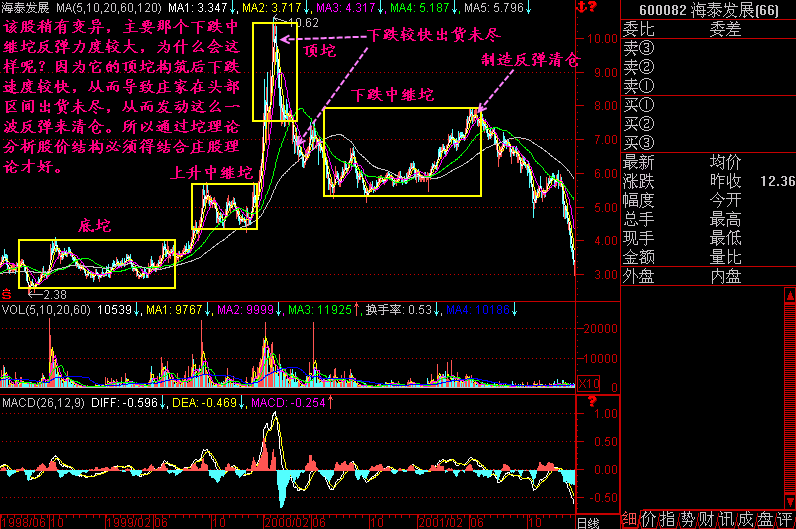 海泰发展 MA(5,10,20,60,120) MA1: 3.347↓, MA2: 3.717↓, MA3: 4.317↓, MA4: 5.187↓, MA5: 5.796↓
该股稍有变异，主要那个下跌中
继坨反弹力度较大，为什么会这
样呢？因为它的顶坨构筑后下跌
速度较快，从而导致庄家在头部
区间出货未尽，从而发动这么一
波反弹来清仓。所以通过坨理论
分析股价结构必须得结合庄股理
论才好。
10.62
顶坨
下跌较快出货未尽
制造反弹清仓
下跌中继坨
上升中继坨
底坨
2.38
10.00
9.00
8.00
7.00
6.00
5.00
4.00
3.00
VOL(5,10,20,60) 10539↓, MA1: 9767↓, MA2: 9999↓, MA3: 11925↑, 换手率: 0.53↓, MA4: 10186↓
20000
10000
0
X10
MACD(26,12,9) DIFF: -0.596↓, DEA: -0.469↓, MACD: -0.254↑
?
1.00
0.50
0.00
-0.50
1998/06 10 1999/02 06 10 2000/02 06 10 2001/02 06 10 日线
600082 海泰发展(66)
委比 委差
卖③
卖②
卖①
买①
买②
买③
最新 均价
涨跌 昨收 12.36
幅度 今开
总手 最高
现手 最低
金额 量比
外盘 内盘
细 价 指 势 财 讯 成 盘 评